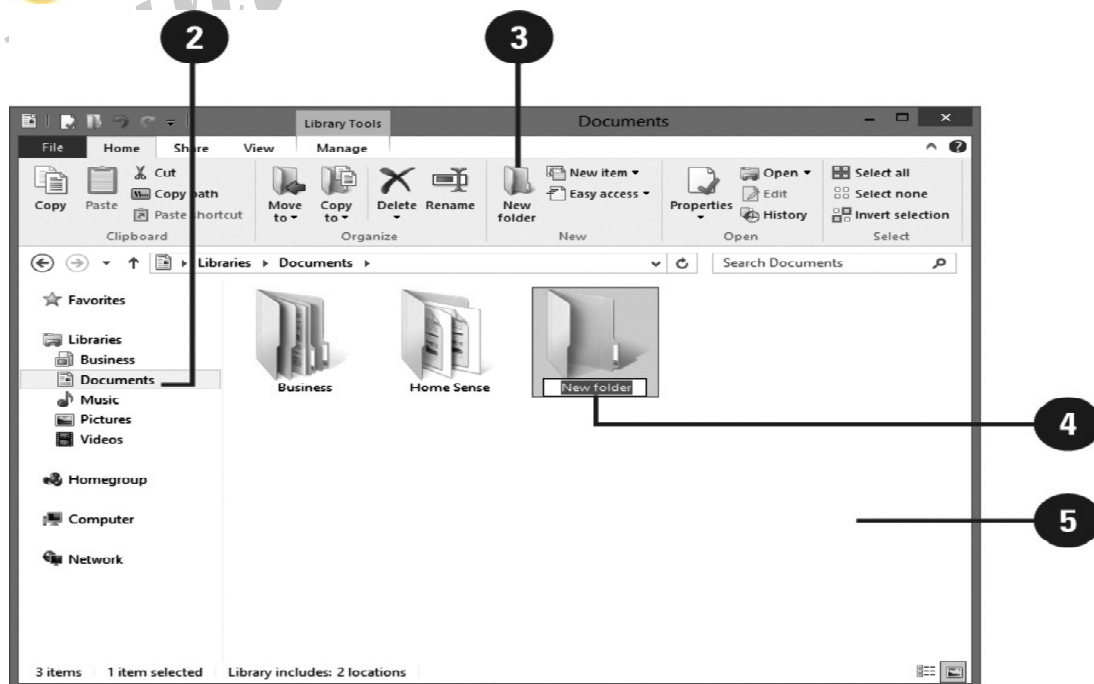 2
3
Library Tools
Documents
File Home Share View Manage
Copy
Paste
Cut
Copy path
Paste shortcut
Clipboard
Move to
Copy to
Delete
Rename
Organize
New folder
New item
Easy access
New
Properties
Open
Edit
History
Open
Select all
Select none
Invert selection
Select
Libraries Documents
Search Documents
Favorites
Libraries
Business
Documents
Music
Pictures
Videos
Homegroup
Computer
Network
Business
Home Sense
New folder
4
5
3 items 1 item selected Library includes: 2 locations